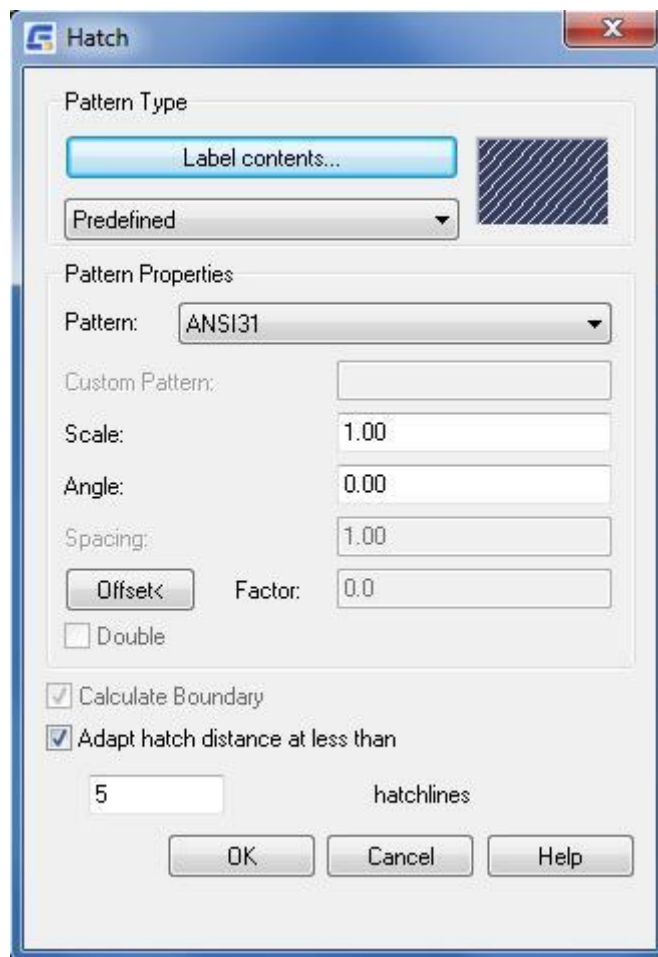 Hatch
Pattern Type
Label contents...
Predefined
Pattern Properties
Pattern: ANSI31
Custom Pattern:
Scale: 1.00
Angle: 0.00
Spacing: 1.00
Offset< Factor: 0.0
Double
Calculate Boundary
Adapt hatch distance at less than
5 hatchlines
OK Cancel Help